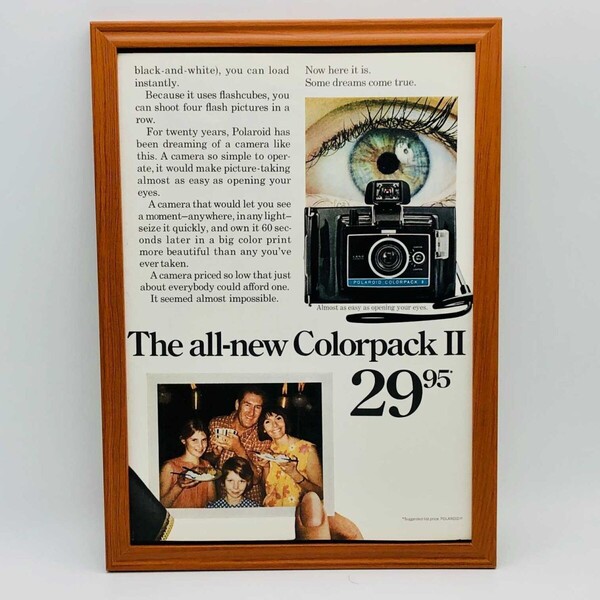 black-and-white), you can load
instantly.
Because it uses flashcubes, you
can shoot four flash pictures in a
row.
For twenty years, Polaroid has
been dreaming of a camera like
this. A camera so simple to oper-
ate, it would make picture-taking
almost as easy as opening your
eyes.
A camera that would let you see
a moment–anywhere, in any light–
seize it quickly, and own it 60 sec-
onds later in a big color print
more beautiful than any you've
ever taken.
A camera priced so low that just
about everybody could afford one.
It seemed almost impossible.
Now here it is.
Some dreams come true.
POLAROID COLORPACK II
Almost as easy as opening your eyes.
The all-new Colorpack II
29.95*
*Suggested list price. POLAROID®